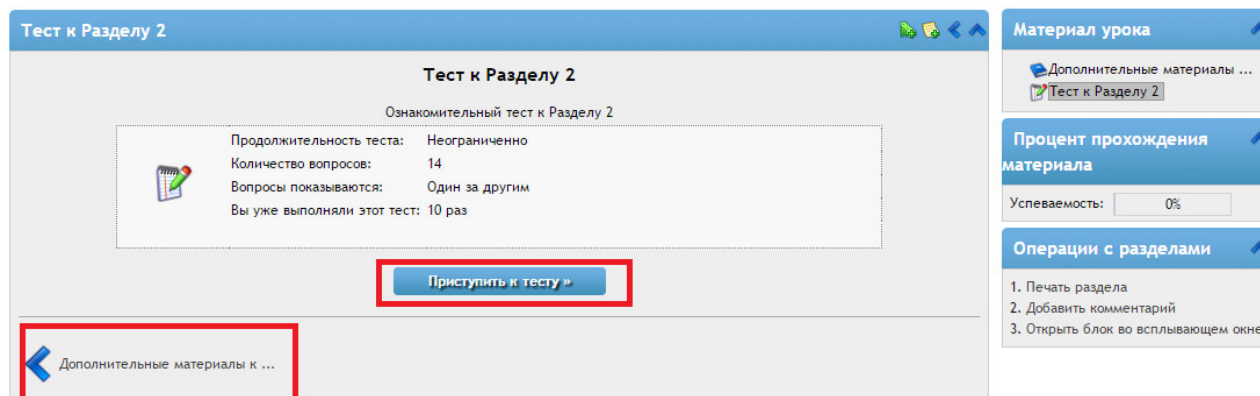 Тест к Разделу 2
Тест к Разделу 2
Ознакомительный тест к Разделу 2
Продолжительность теста: Неограниченно
Количество вопросов: 14
Вопросы показываются: Один за другим
Вы уже выполняли этот тест: 10 раз
Приступить к тесту »
Дополнительные материалы к ...
Материал урока
Дополнительные материалы ...
Тест к Разделу 2
Процент прохождения
материала
Успеваемость: 0%
Операции с разделами
1. Печать раздела
2. Добавить комментарий
3. Открыть блок во всплывающем окне